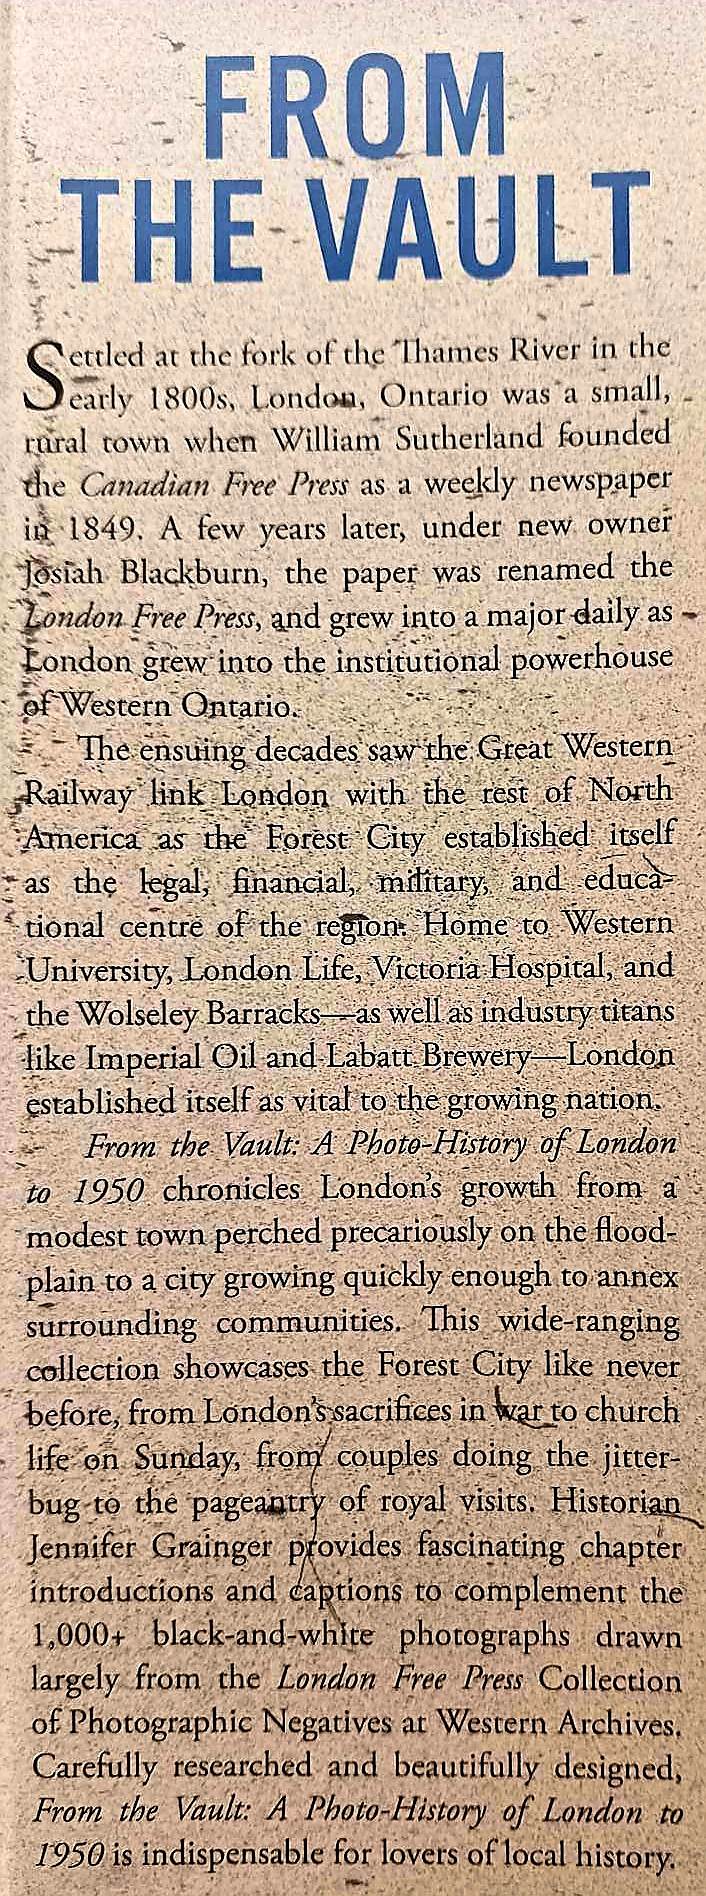 FROM
THE VAULT
Settled at the fork of the Thames River in the
early 1800s, London, Ontario was a small,
rural town when William Sutherland founded
the Canadian Free Press as a weekly newspaper
in 1849. A few years later, under new owner
Josiah Blackburn, the paper was renamed the
London Free Press, and grew into a major daily as
London grew into the institutional powerhouse
of Western Ontario.
The ensuing decades saw the Great Western
Railway link London with the rest of North
America as the Forest City established itself
as the legal, financial, military, and educa-
tional centre of the region. Home to Western
University, London Life, Victoria Hospital, and
the Wolseley Barracks—as well as industry titans
like Imperial Oil and Labatt Brewery—London
established itself as vital to the growing nation.
From the Vault: A Photo-History of London
to 1950 chronicles London's growth from a
modest town perched precariously on the flood-
plain to a city growing quickly enough to annex
surrounding communities. This wide-ranging
collection showcases the Forest City like never
before, from London's sacrifices in war to church
life on Sunday, from couples doing the jitter-
bug to the pageantry of royal visits. Historian
Jennifer Grainger provides fascinating chapter
introductions and captions to complement the
1,000+ black-and-white photographs drawn
largely from the London Free Press Collection
of Photographic Negatives at Western Archives.
Carefully researched and beautifully designed,
From the Vault: A Photo-History of London to
1950 is indispensable for lovers of local history.